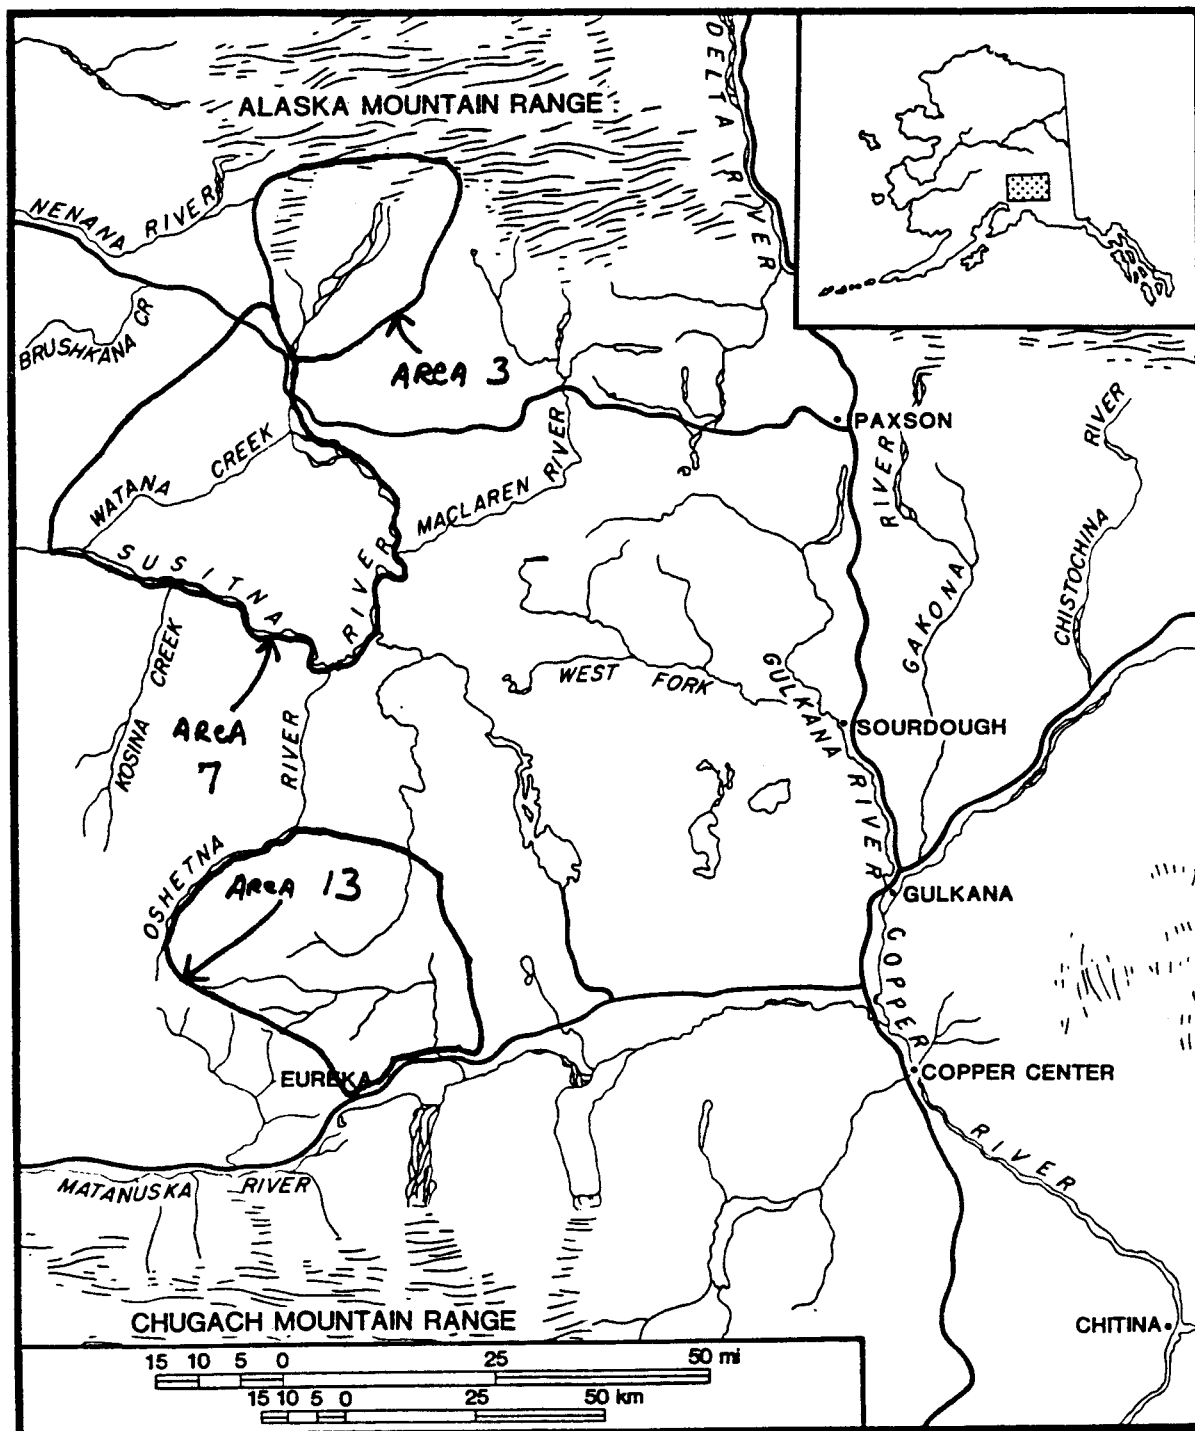 ALASKA MOUNTAIN RANGE
DELTA RIVER
NENANA RIVER
BRUSHKANA CR
AREA 3
PAXSON
WATANA CREEK
MACLAREN RIVER
RIVER
GAKONA
CHISTOCHINA RIVER
SUSITNA RIVER
KOSINA CREEK
AREA
7
WEST FORK
GULKANA RIVER
SOURDOUGH
OSHETNA RIVER
AREA 13
GULKANA
COPPER RIVER
EUREKA
COPPER CENTER
MATANUSKA RIVER
CHUGACH MOUNTAIN RANGE
CHITINA
15 10 5 0 25 50 mi
15 10 5 0 25 50 km